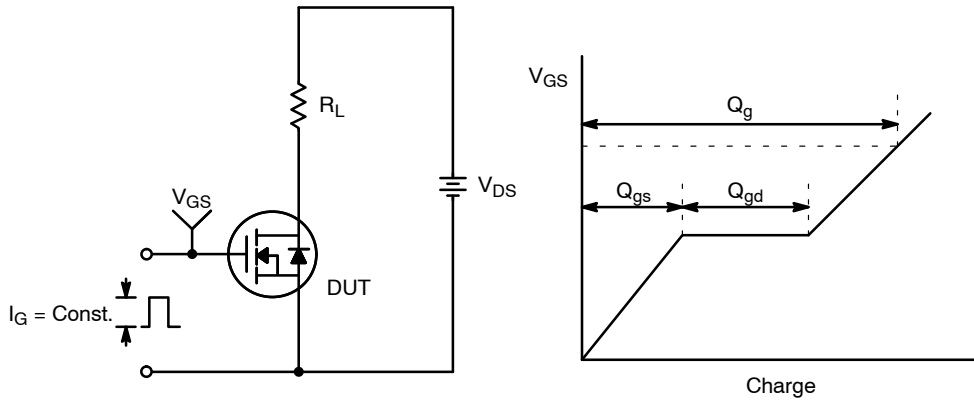 R_L
V_GS
V_DS
DUT
I_G = Const.
V_GS
Q_g
Q_gs
Q_gd
Charge